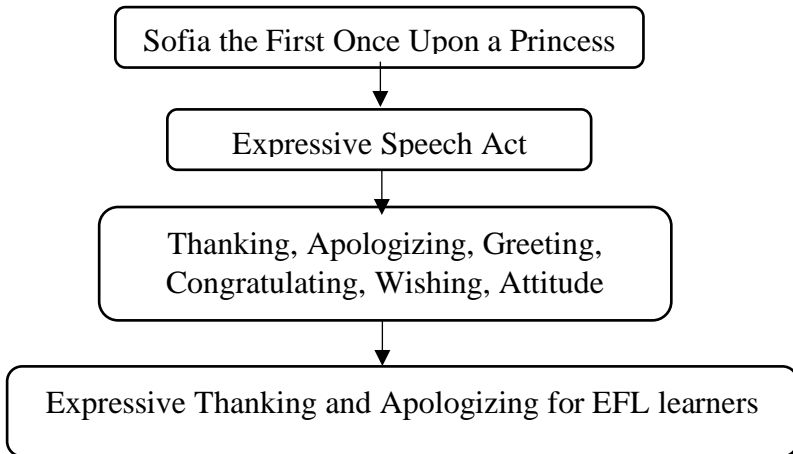 Sofia the First Once Upon a Princess
Expressive Speech Act
Thanking, Apologizing, Greeting,
Congratulating, Wishing, Attitude
Expressive Thanking and Apologizing for EFL learners